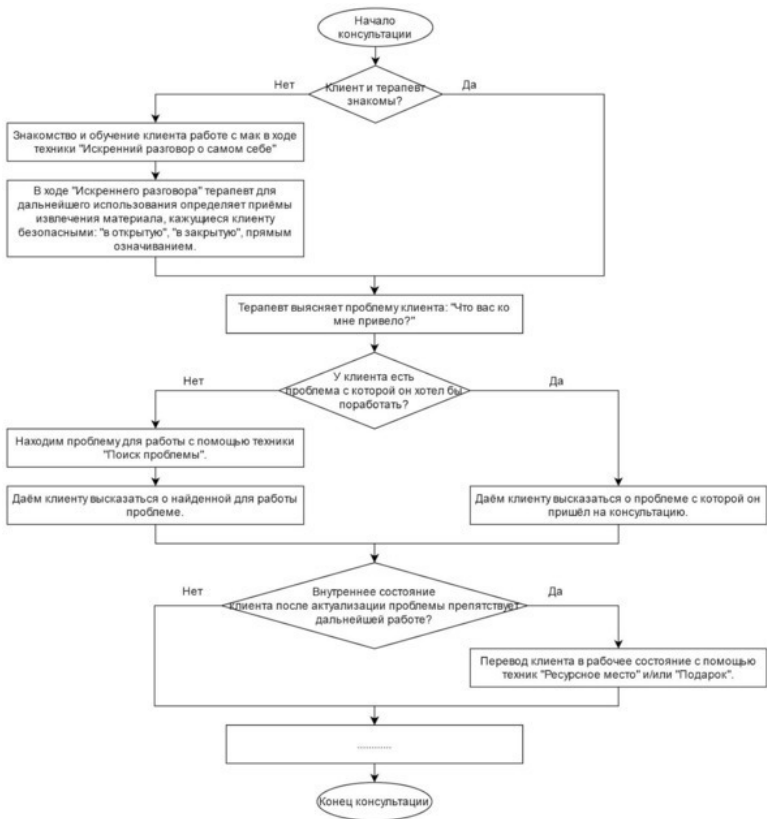 Начало
консультации
Клиент и терапевт
знакомы?
Нет
Да
Знакомство и обучение клиента работе с мак в ходе
техники "Искренний разговор о самом себе"
В ходе "Искреннего разговора" терапевт для
дальнейшего использования определяет приёмы
извлечения материала, кажущиеся клиенту
безопасными: "в открытую", "в закрытую", прямым
означиванием.
Терапевт выясняет проблему клиента: "Что вас ко
мне привело?"
У клиента есть
проблема с которой он хотел бы
поработать?
Нет
Да
Находим проблему для работы с помощью техники
"Поиск проблемы".
Даём клиенту высказаться о найденной для работы
проблеме.
Даём клиенту высказаться о проблеме с которой он
пришёл на консультацию.
Внутреннее состояние
клиента после актуализации проблемы препятствует
дальнейшей работе?
Нет
Да
Перевод клиента в рабочее состояние с помощью
техник "Ресурсное место" и/или "Подарок".
............
Конец консультации